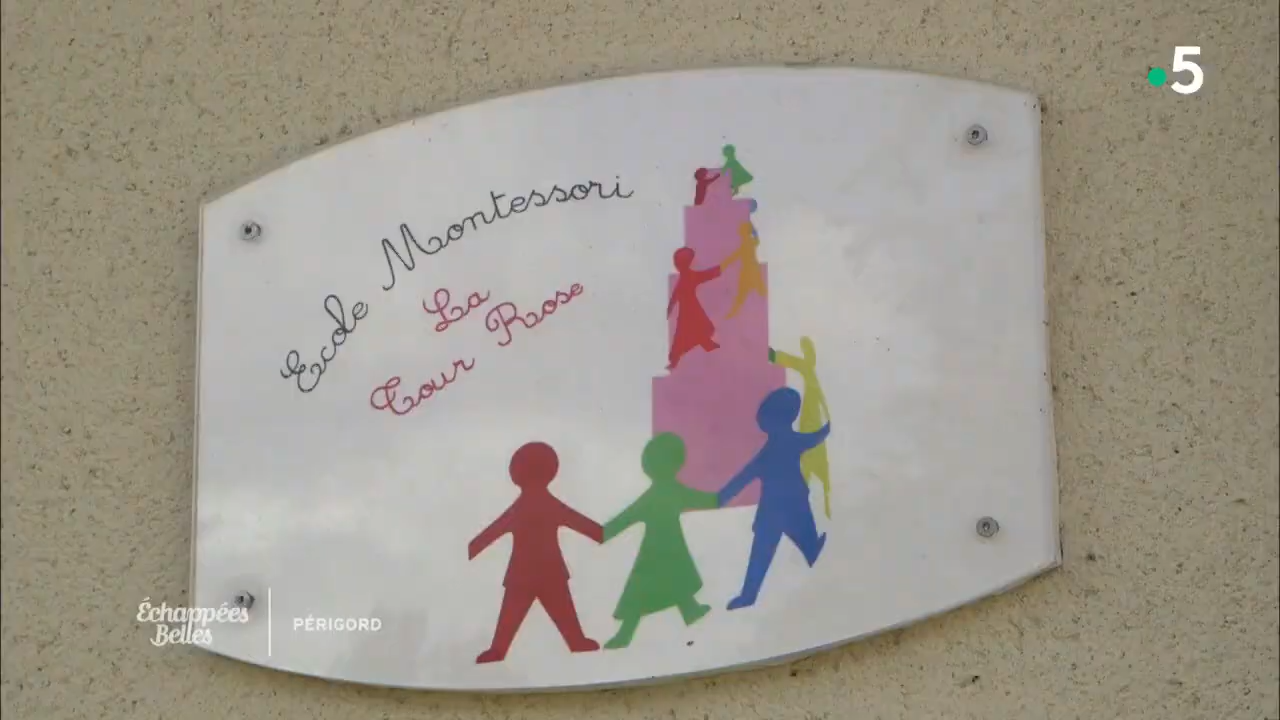 5
Ecole Montessori
La
Tour Rose
Échappées
Belles
PÉRIGORD